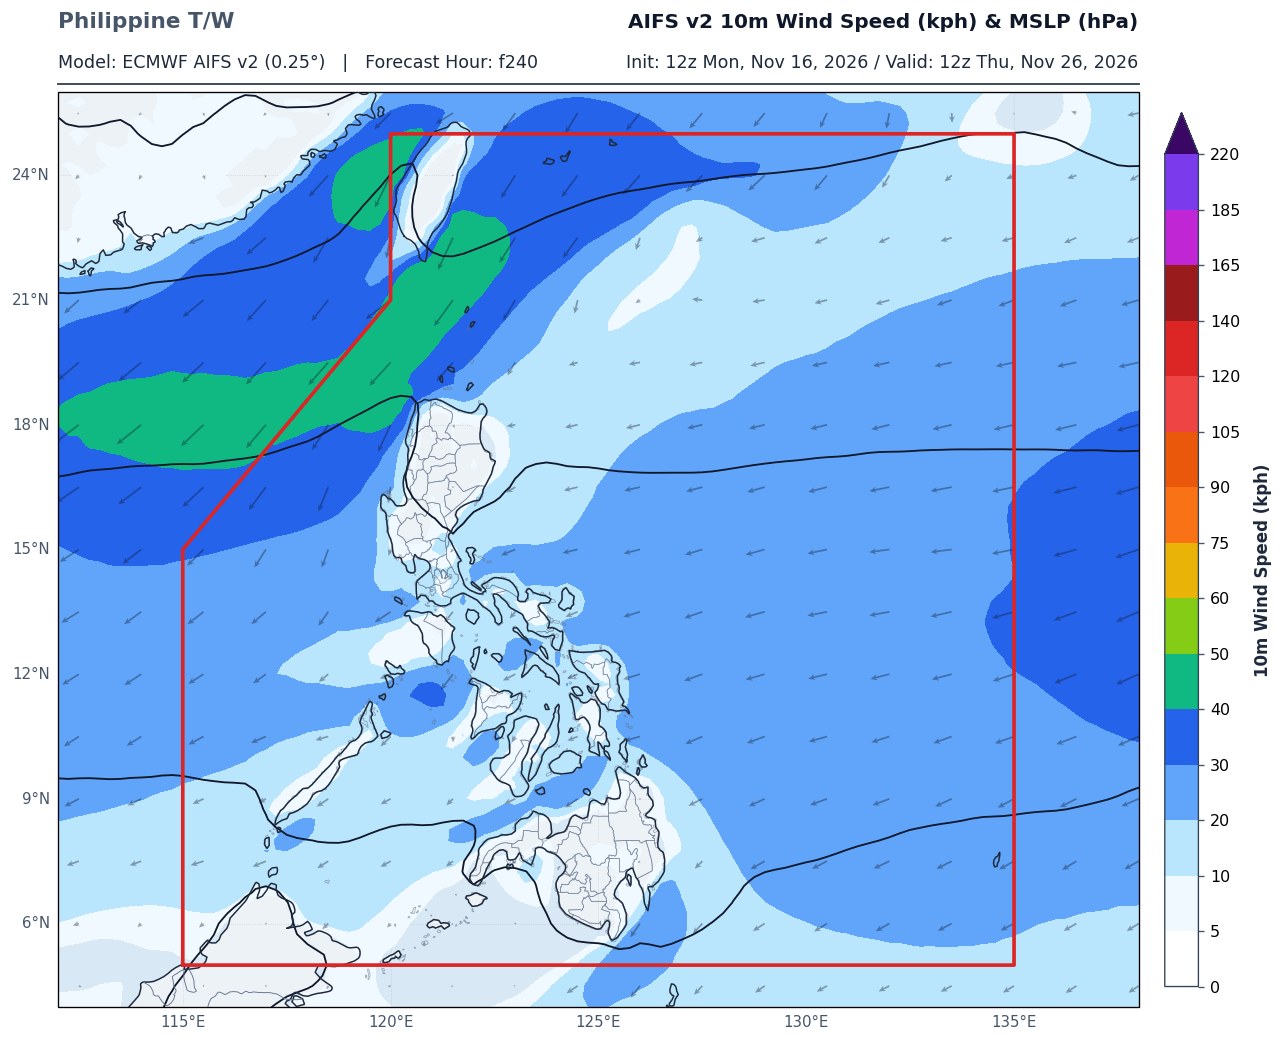 Philippine T/W
AIFS v2 10m Wind Speed (kph) & MSLP (hPa)
Model: ECMWF AIFS v2 (0.25°) | Forecast Hour: f240
Init: 12z Mon, Nov 16, 2026 / Valid: 12z Thu, Nov 26, 2026
24°N
21°N
18°N
15°N
12°N
9°N
6°N
115°E
120°E
125°E
130°E
135°E
220
185
165
140
120
105
90
75
60
50
40
30
20
10
5
0
10m Wind Speed (kph)